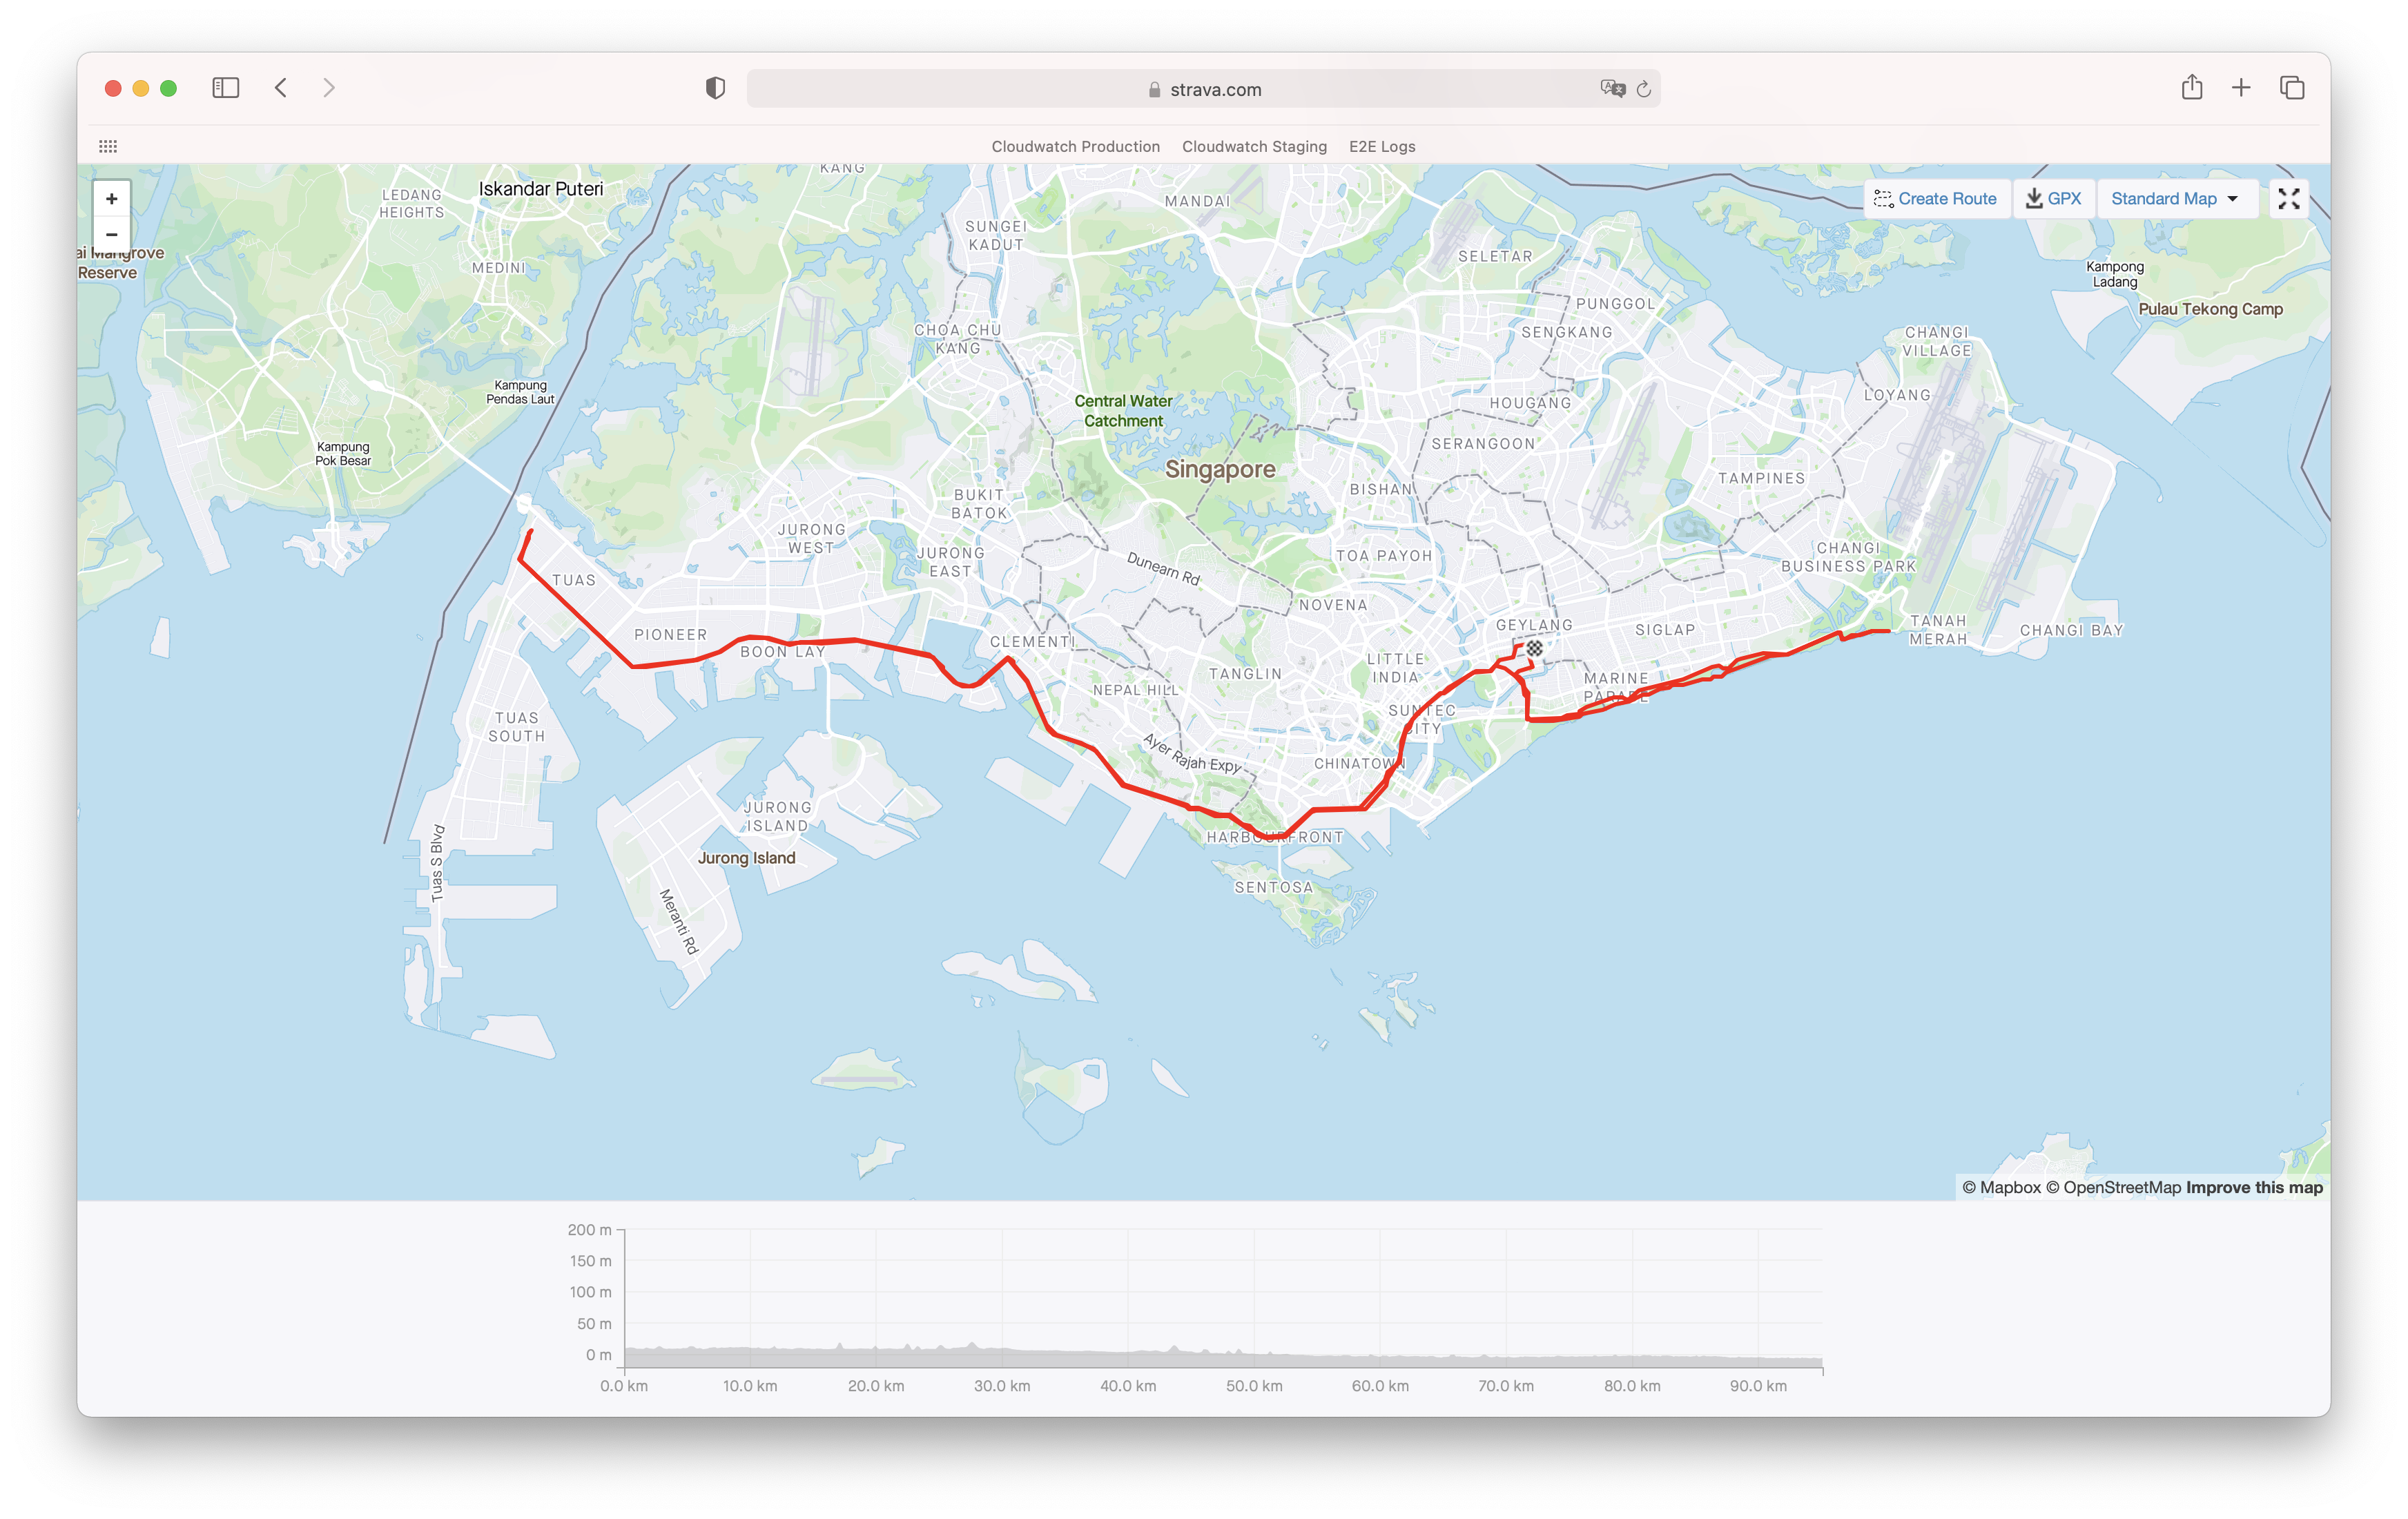 strava.com
Cloudwatch Production Cloudwatch Staging E2E Logs
+
−
Create Route
GPX
Standard Map
KANG
LEDANG
HEIGHTS
Iskandar Puteri
MANDAI
SUNGEI
KADUT
ai Mangrove
Reserve
MEDINI
SELETAR
Kampong
Ladang
Pulau Tekong Camp
PUNGGOL
SENGKANG
CHOA CHU
KANG
CHANGI
VILLAGE
Kampung
Pendas Laut
Central Water
Catchment
HOUGANG
LOYANG
Kampung
Pok Besar
SERANGOON
Singapore
TAMPINES
BISHAN
BUKIT
BATOK
JURONG
WEST
JURONG
EAST
Dunearn Rd
TOA PAYOH
CHANGI
BUSINESS PARK
TUAS
NOVENA
PIONEER
BOON LAY
CLEMENTI
GEYLANG
SIGLAP
TANAH
MERAH
CHANGI BAY
LITTLE
INDIA
TANGLIN
NEPAL HILL
MARINE
PARADE
TUAS
SOUTH
SUNTEC
CITY
Ayer Rajah Expy
CHINATOWN
JURONG
ISLAND
HARBOURFRONT
Jurong Island
Tuas S Blvd
SENTOSA
Meranti Rd
© Mapbox © OpenStreetMap Improve this map
200 m
150 m
100 m
50 m
0 m
0.0 km 10.0 km 20.0 km 30.0 km 40.0 km 50.0 km 60.0 km 70.0 km 80.0 km 90.0 km